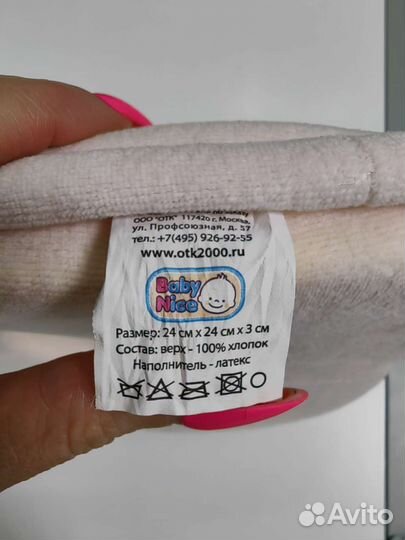 ООО "ОТК" 117420 г. Москва,
ул. Профсоюзная, д. 57
тел.: +7(495) 926-92-55
www.otk2000.ru
Baby
Nice
Размер: 24 см x 24 см x 3 см
Состав: верх - 100% хлопок
Наполнитель - латекс
Avito